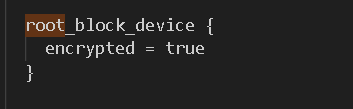 root_block_device {
  encrypted = true
}